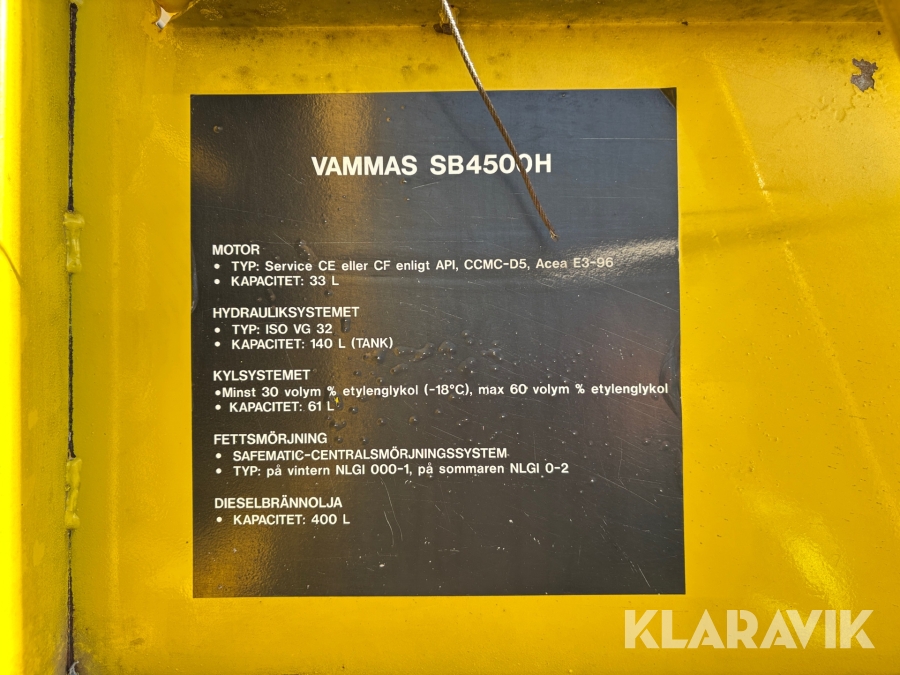 VAMMAS SB4500H
MOTOR
• TYP: Service CE eller CF enligt API, CCMC-D5, Acea E3-96
• KAPACITET: 33 L
HYDRAULIKSYSTEMET
• TYP: ISO VG 32
• KAPACITET: 140 L (TANK)
KYLSYSTEMET
•Minst 30 volym % etylenglykol (-18°C), max 60 volym % etylenglykol
• KAPACITET: 61 L
FETTSMÖRJNING
• SAFEMATIC-CENTRALSMÖRJNINGSSYSTEM
• TYP: på vintern NLGI 000-1, på sommaren NLGI 0-2
DIESELBRÄNNOLJA
• KAPACITET: 400 L
KLARAVIK